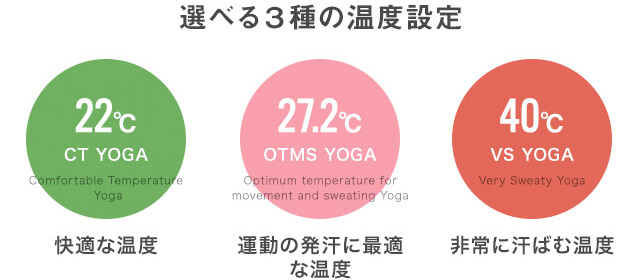 選べる3種の温度設定
22℃
CT YOGA
Comfortable Temperature
Yoga
快適な温度
27.2℃
OTMS YOGA
Optimum temperature for
movement and sweating Yoga
運動の発汗に最適
な温度
40℃
VS YOGA
Very Sweaty Yoga
非常に汗ばむ温度